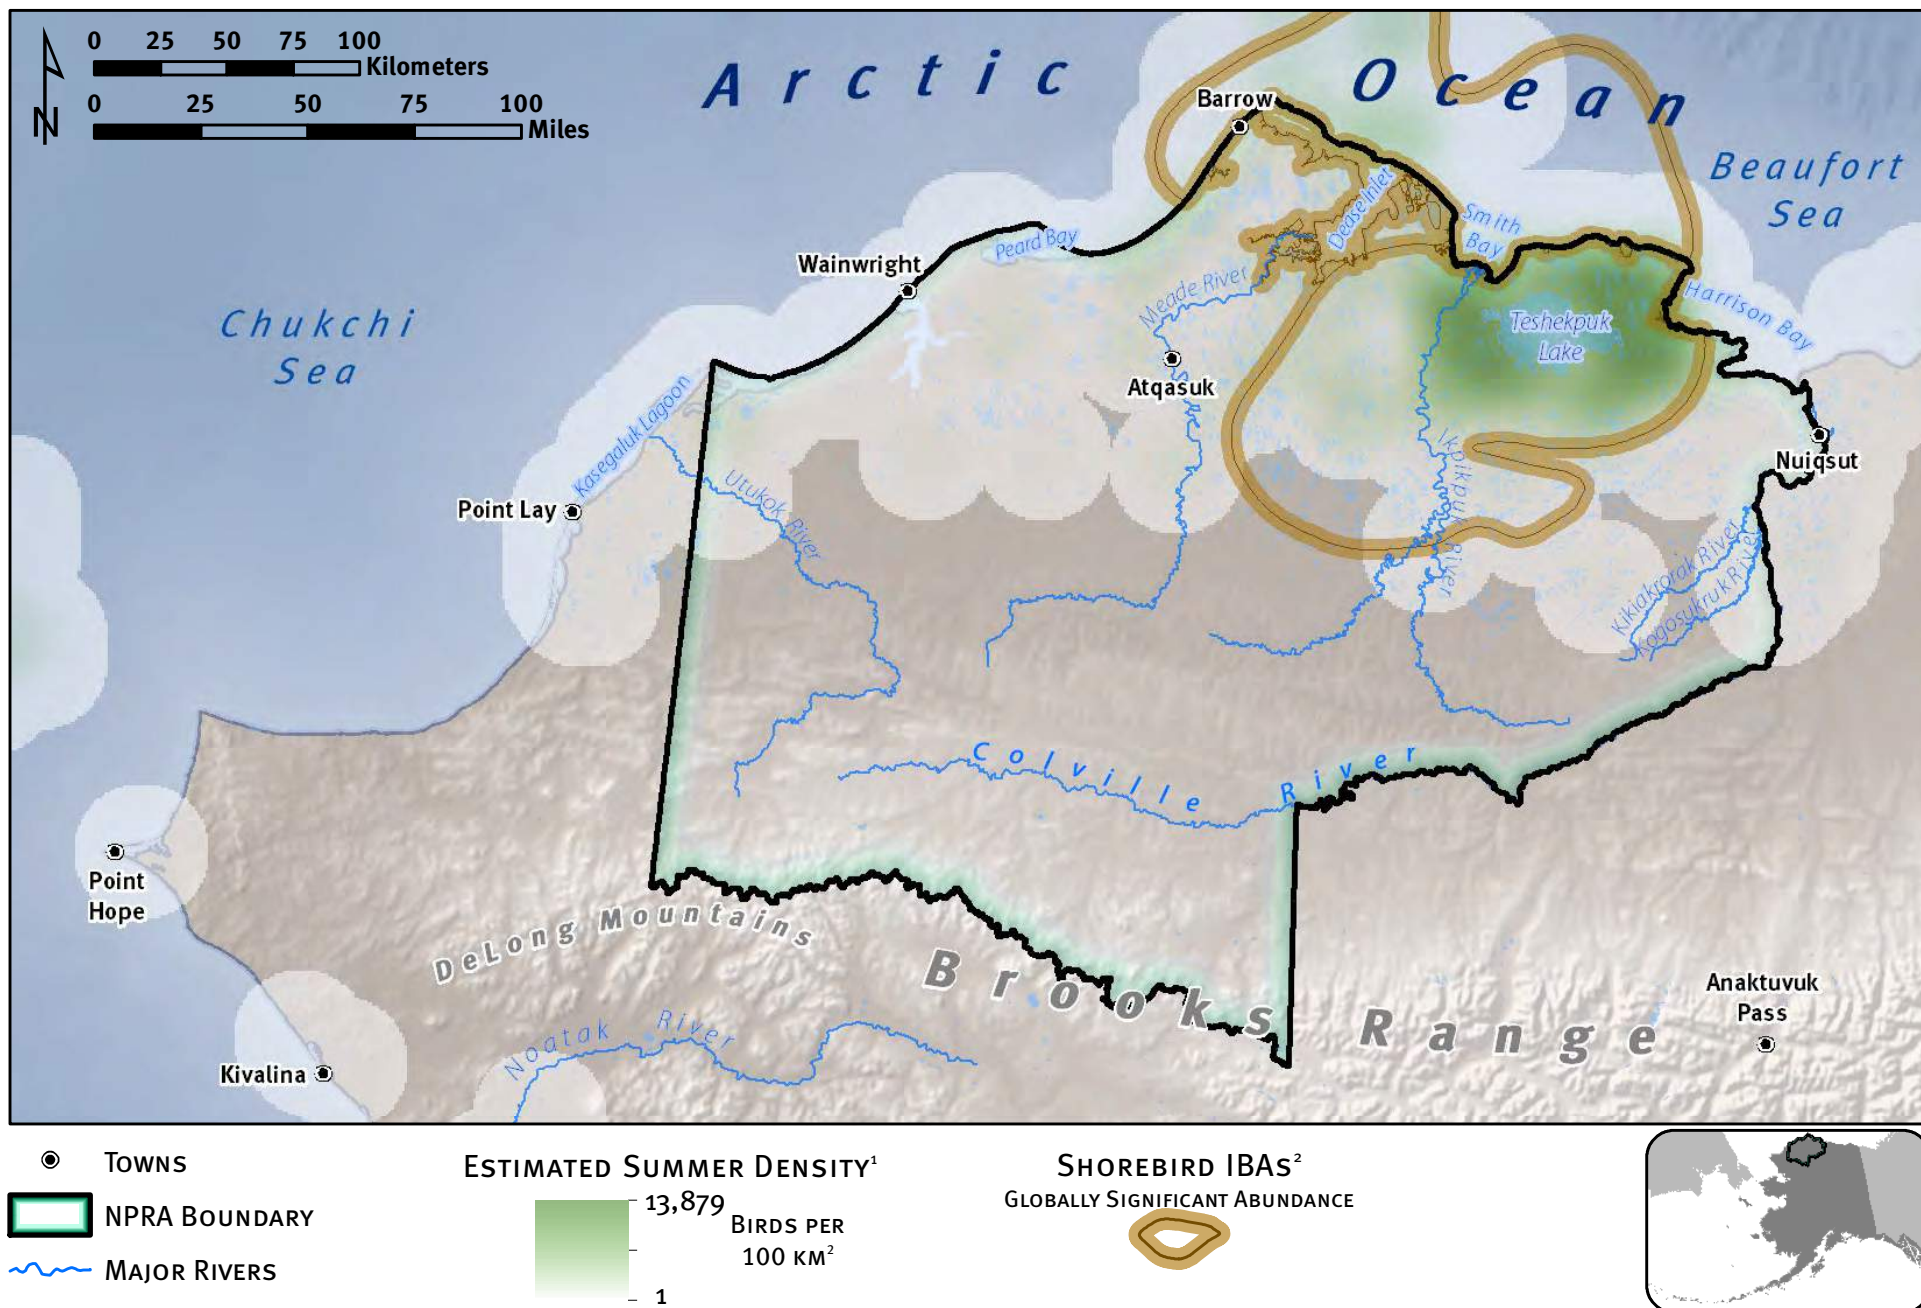 0 25 50 75 100
Kilometers
0 25 50 75 100
Miles
N
Arctic Ocean
Barrow
Beaufort
Sea
Dease Inlet
Smith
Bay
Peard Bay
Wainwright
Meade River
Harrison Bay
Chukchi
Sea
Teshekpuk
Lake
Atqasuk
Kasegaluk Lagoon
Nuiqsut
Utukok River
Ikpikpuk River
Point Lay
Kikiakrorak River
Kogosukruk River
Colville River
Point
Hope
DeLong Mountains
Brooks Range
Anaktuvuk
Pass
Noatak River
Kivalina
Towns
NPRA Boundary
Major Rivers
Estimated Summer Density¹
13,879
Birds per
100 km²
1
Shorebird IBAs²
Globally Significant Abundance